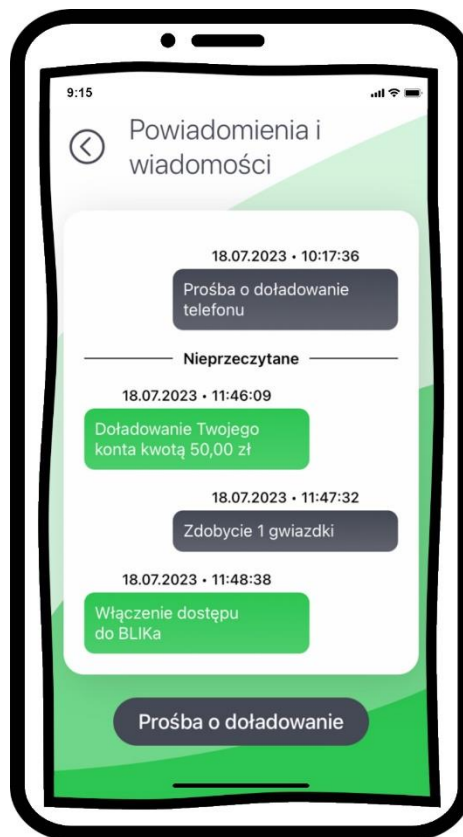 9:15
Powiadomienia i
wiadomości
18.07.2023 • 10:17:36
Prośba o doładowanie
telefonu
Nieprzeczytane
18.07.2023 • 11:46:09
Doładowanie Twojego
konta kwotą 50,00 zł
18.07.2023 • 11:47:32
Zdobycie 1 gwiazdki
18.07.2023 • 11:48:38
Włączenie dostępu
do BLIKa
Prośba o doładowanie